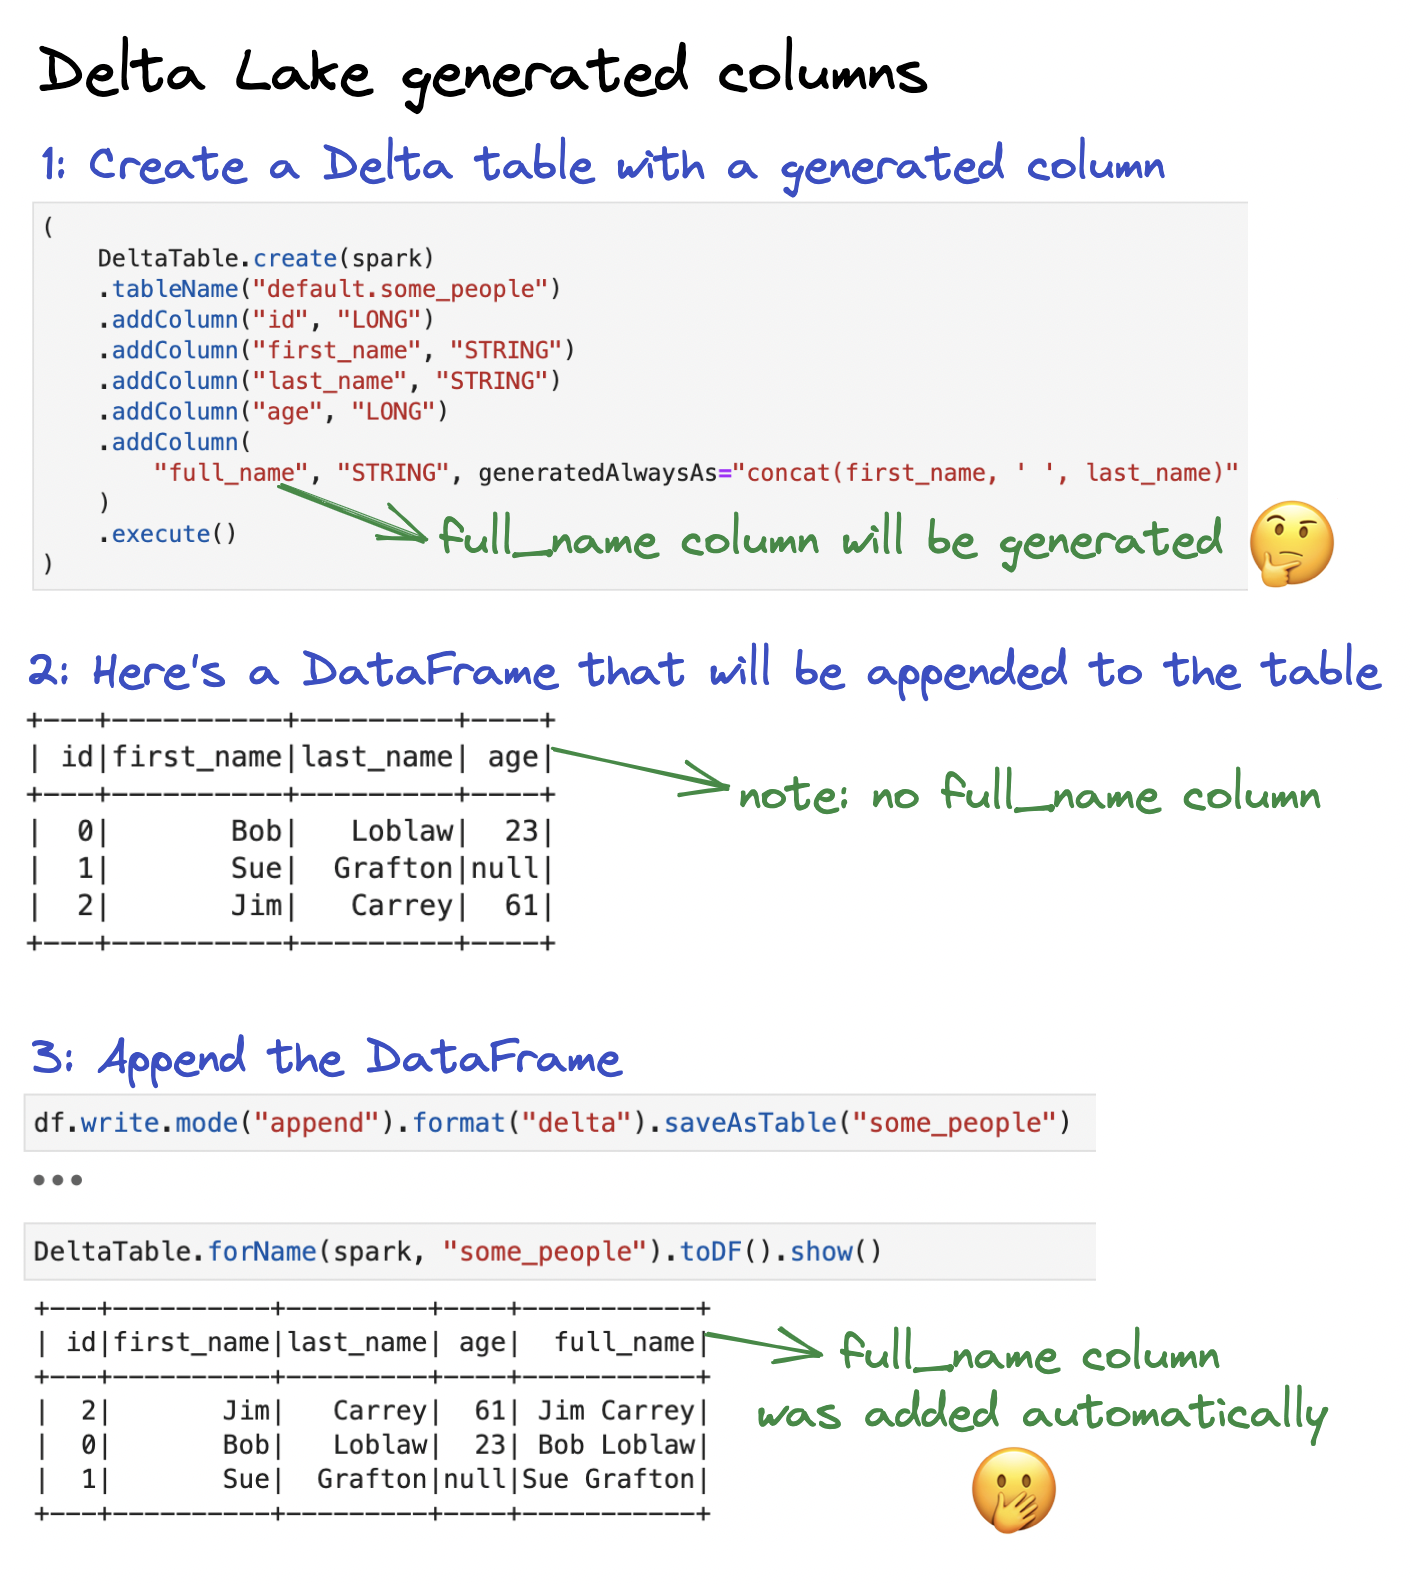 Delta Lake generated columns
1: Create a Delta table with a generated column
(
    DeltaTable.create(spark)
    .tableName("default.some_people")
    .addColumn("id", "LONG")
    .addColumn("first_name", "STRING")
    .addColumn("last_name", "STRING")
    .addColumn("age", "LONG")
    .addColumn(
        "full_name", "STRING", generatedAlwaysAs="concat(first_name, ' ', last_name)"
    )
    .execute()
)
full_name column will be generated
2: Here's a DataFrame that will be appended to the table
+---+----------+---------+----+
| id|first_name|last_name| age|
+---+----------+---------+----+
|  0|       Bob|   Loblaw|  23|
|  1|       Sue|  Grafton|null|
|  2|       Jim|   Carrey|  61|
+---+----------+---------+----+
note: no full_name column
3: Append the DataFrame
df.write.mode("append").format("delta").saveAsTable("some_people")
•••
DeltaTable.forName(spark, "some_people").toDF().show()
+---+----------+---------+----+-----------+
| id|first_name|last_name| age|  full_name|
+---+----------+---------+----+-----------+
|  2|       Jim|   Carrey|  61| Jim Carrey|
|  0|       Bob|   Loblaw|  23| Bob Loblaw|
|  1|       Sue|  Grafton|null|Sue Grafton|
+---+----------+---------+----+-----------+
full_name column
was added automatically